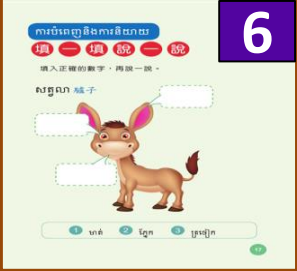 ការបំពេញនិងការនិយាយ
6
填一填說一說
填入正確的數字，再說一說。
សត្វលា 驢子
1 មាត់ 2 ភ្នែក 3 ត្រចៀក
17